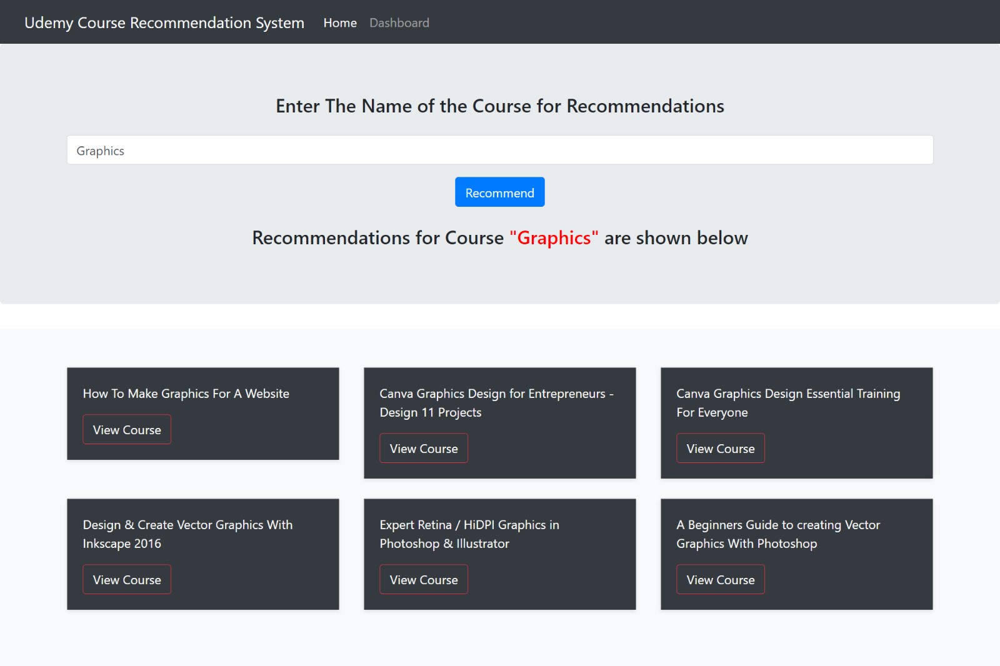 Udemy Course Recommendation System Home Dashboard
Enter The Name of the Course for Recommendations
Graphics
Recommend
Recommendations for Course "Graphics" are shown below
How To Make Graphics For A Website
View Course
Canva Graphics Design for Entrepreneurs -
Design 11 Projects
View Course
Canva Graphics Design Essential Training
For Everyone
View Course
Design & Create Vector Graphics With
Inkscape 2016
View Course
Expert Retina / HiDPI Graphics in
Photoshop & Illustrator
View Course
A Beginners Guide to creating Vector
Graphics With Photoshop
View Course